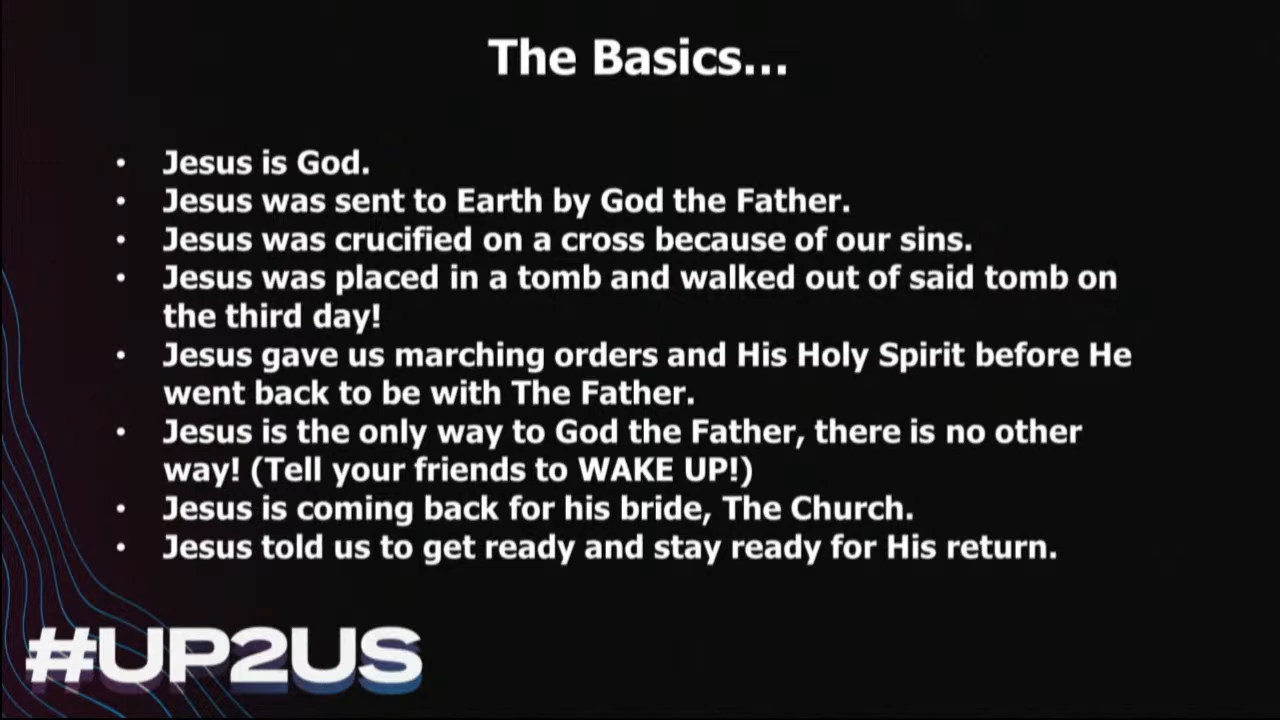 The Basics...
• Jesus is God.
• Jesus was sent to Earth by God the Father.
• Jesus was crucified on a cross because of our sins.
• Jesus was placed in a tomb and walked out of said tomb on
the third day!
• Jesus gave us marching orders and His Holy Spirit before He
went back to be with The Father.
• Jesus is the only way to God the Father, there is no other
way! (Tell your friends to WAKE UP!)
• Jesus is coming back for his bride, The Church.
• Jesus told us to get ready and stay ready for His return.
#UP2US